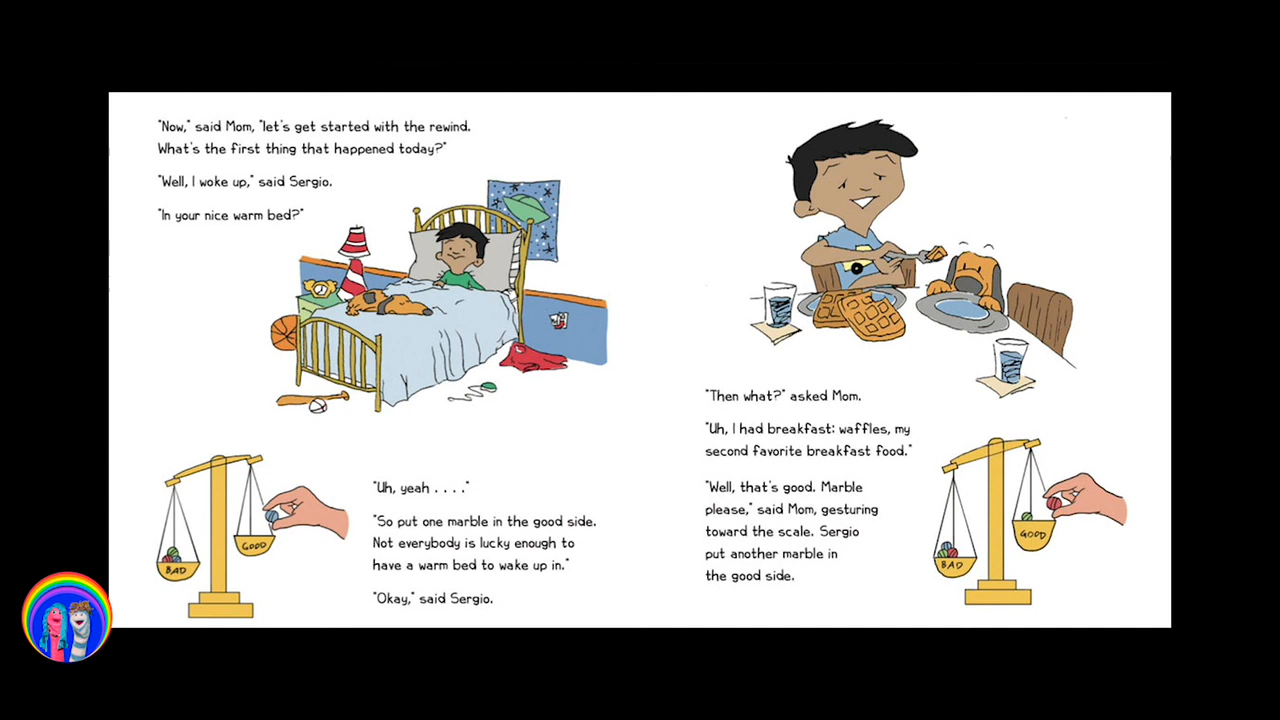 "Now," said Mom, "let's get started with the rewind.
What's the first thing that happened today?"
"Well, I woke up," said Sergio.
"In your nice warm bed?"
"Uh, yeah . . . ."
"So put one marble in the good side.
Not everybody is lucky enough to
have a warm bed to wake up in."
"Okay," said Sergio.
BAD
GOOD
"Then what?" asked Mom.
"Uh, I had breakfast: waffles, my
second favorite breakfast food."
"Well, that's good. Marble
please," said Mom, gesturing
toward the scale. Sergio
put another marble in
the good side.
BAD
GOOD